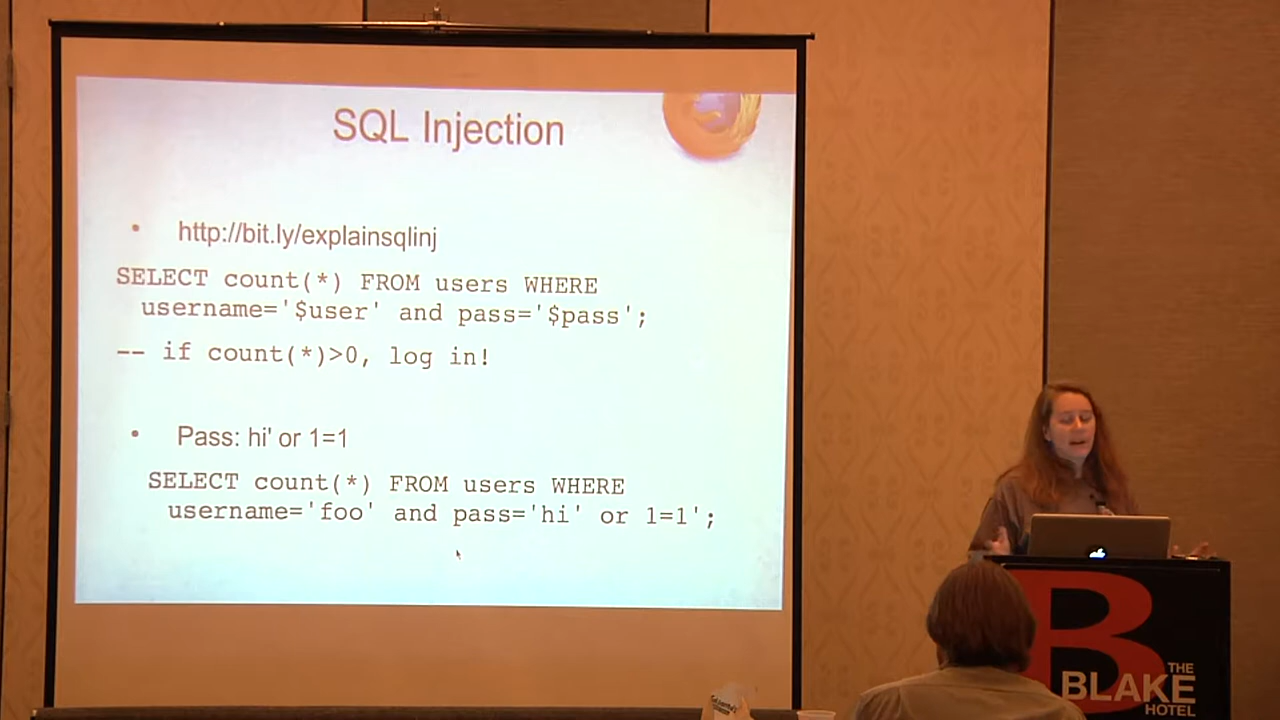 SQL Injection
• http://bit.ly/explainsqlinj
SELECT count(*) FROM users WHERE
username='$user' and pass='$pass';
-- if count(*)>0, log in!
• Pass: hi' or 1=1
SELECT count(*) FROM users WHERE
username='foo' and pass='hi' or 1=1';
B
THE
BLAKE
HOTEL